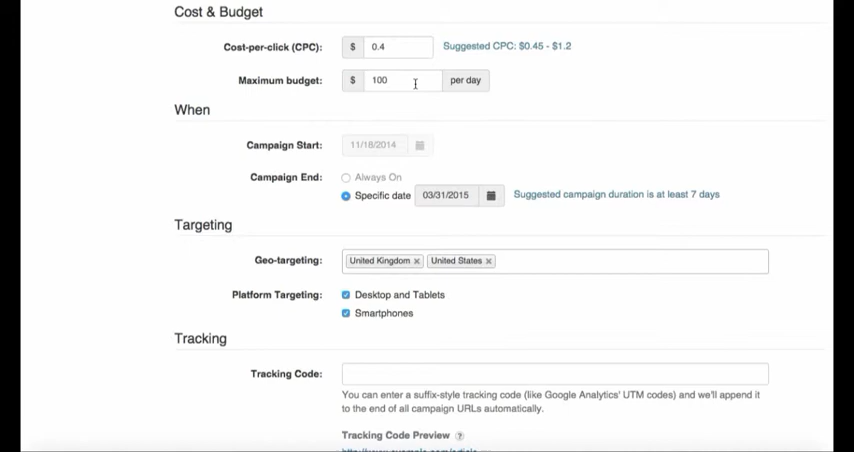 Cost & Budget
Cost-per-click (CPC): $ 0.4 Suggested CPC: $0.45 - $1.2
Maximum budget: $ 100 per day
When
Campaign Start: 11/18/2014
Campaign End: Always On
Specific date 03/31/2015 Suggested campaign duration is at least 7 days
Targeting
Geo-targeting: United Kingdom × United States ×
Platform Targeting: Desktop and Tablets
Smartphones
Tracking
Tracking Code:
You can enter a suffix-style tracking code (like Google Analytics' UTM codes) and we'll append it
to the end of all campaign URLs automatically.
Tracking Code Preview ?